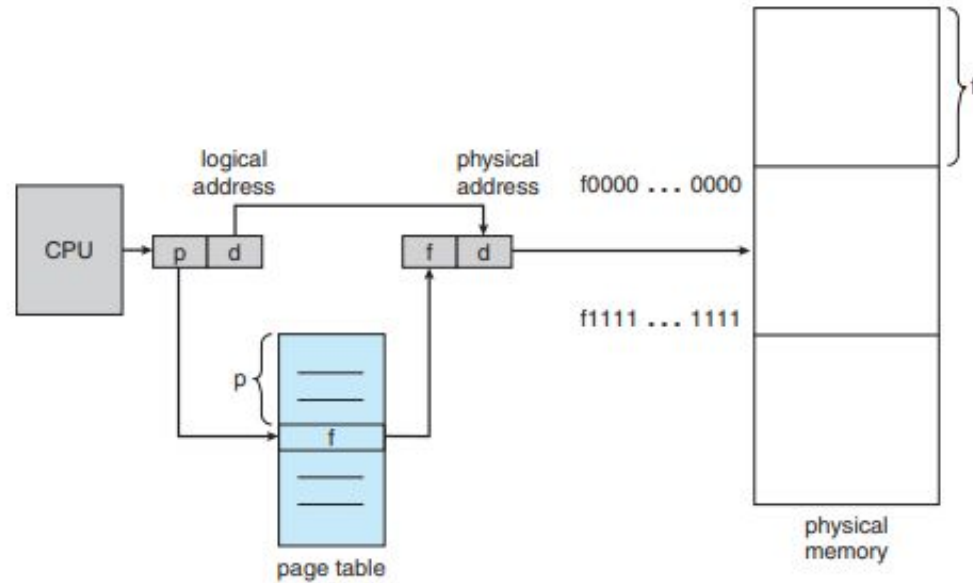 logical
address
physical
address
f0000 ... 0000
CPU
p
d
f
d
f1111 ... 1111
p
f
page table
physical
memory